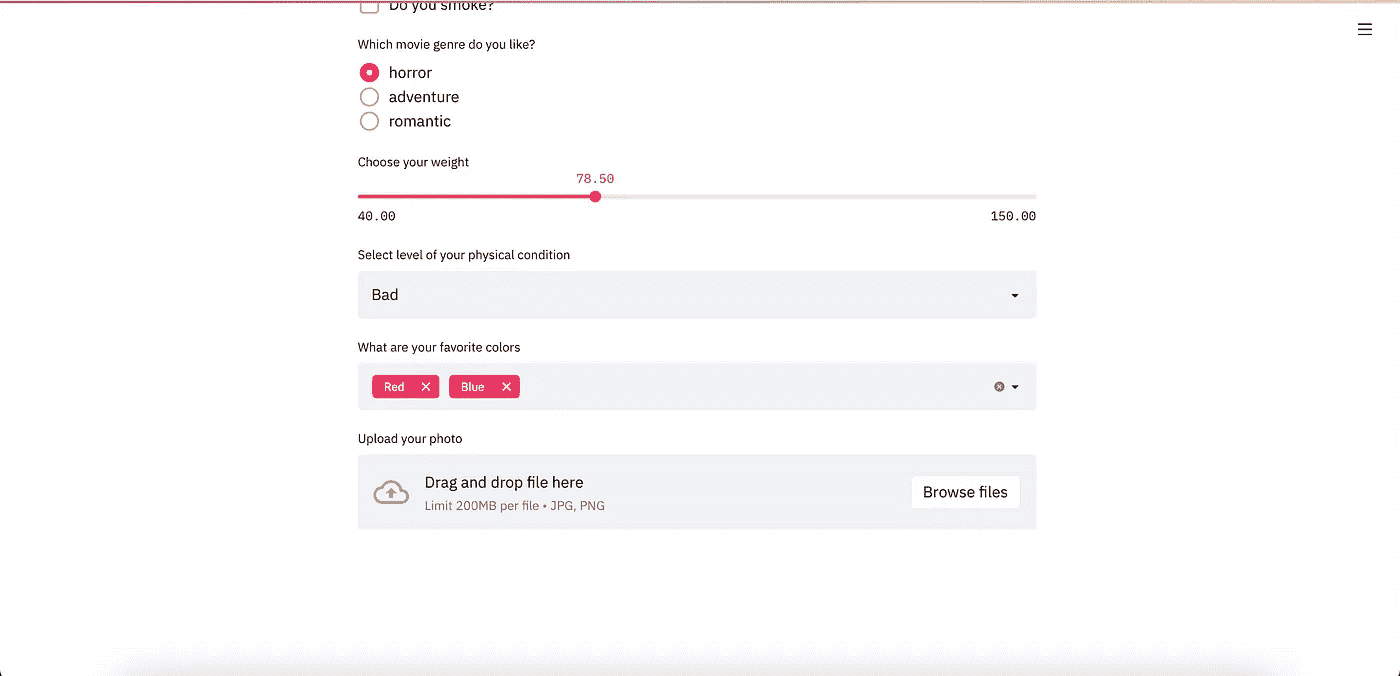 Do you smoke?
Which movie genre do you like?
horror
adventure
romantic
Choose your weight
78.50
40.00 150.00
Select level of your physical condition
Bad
What are your favorite colors
Red Blue
Upload your photo
Drag and drop file here
Limit 200MB per file • JPG, PNG
Browse files